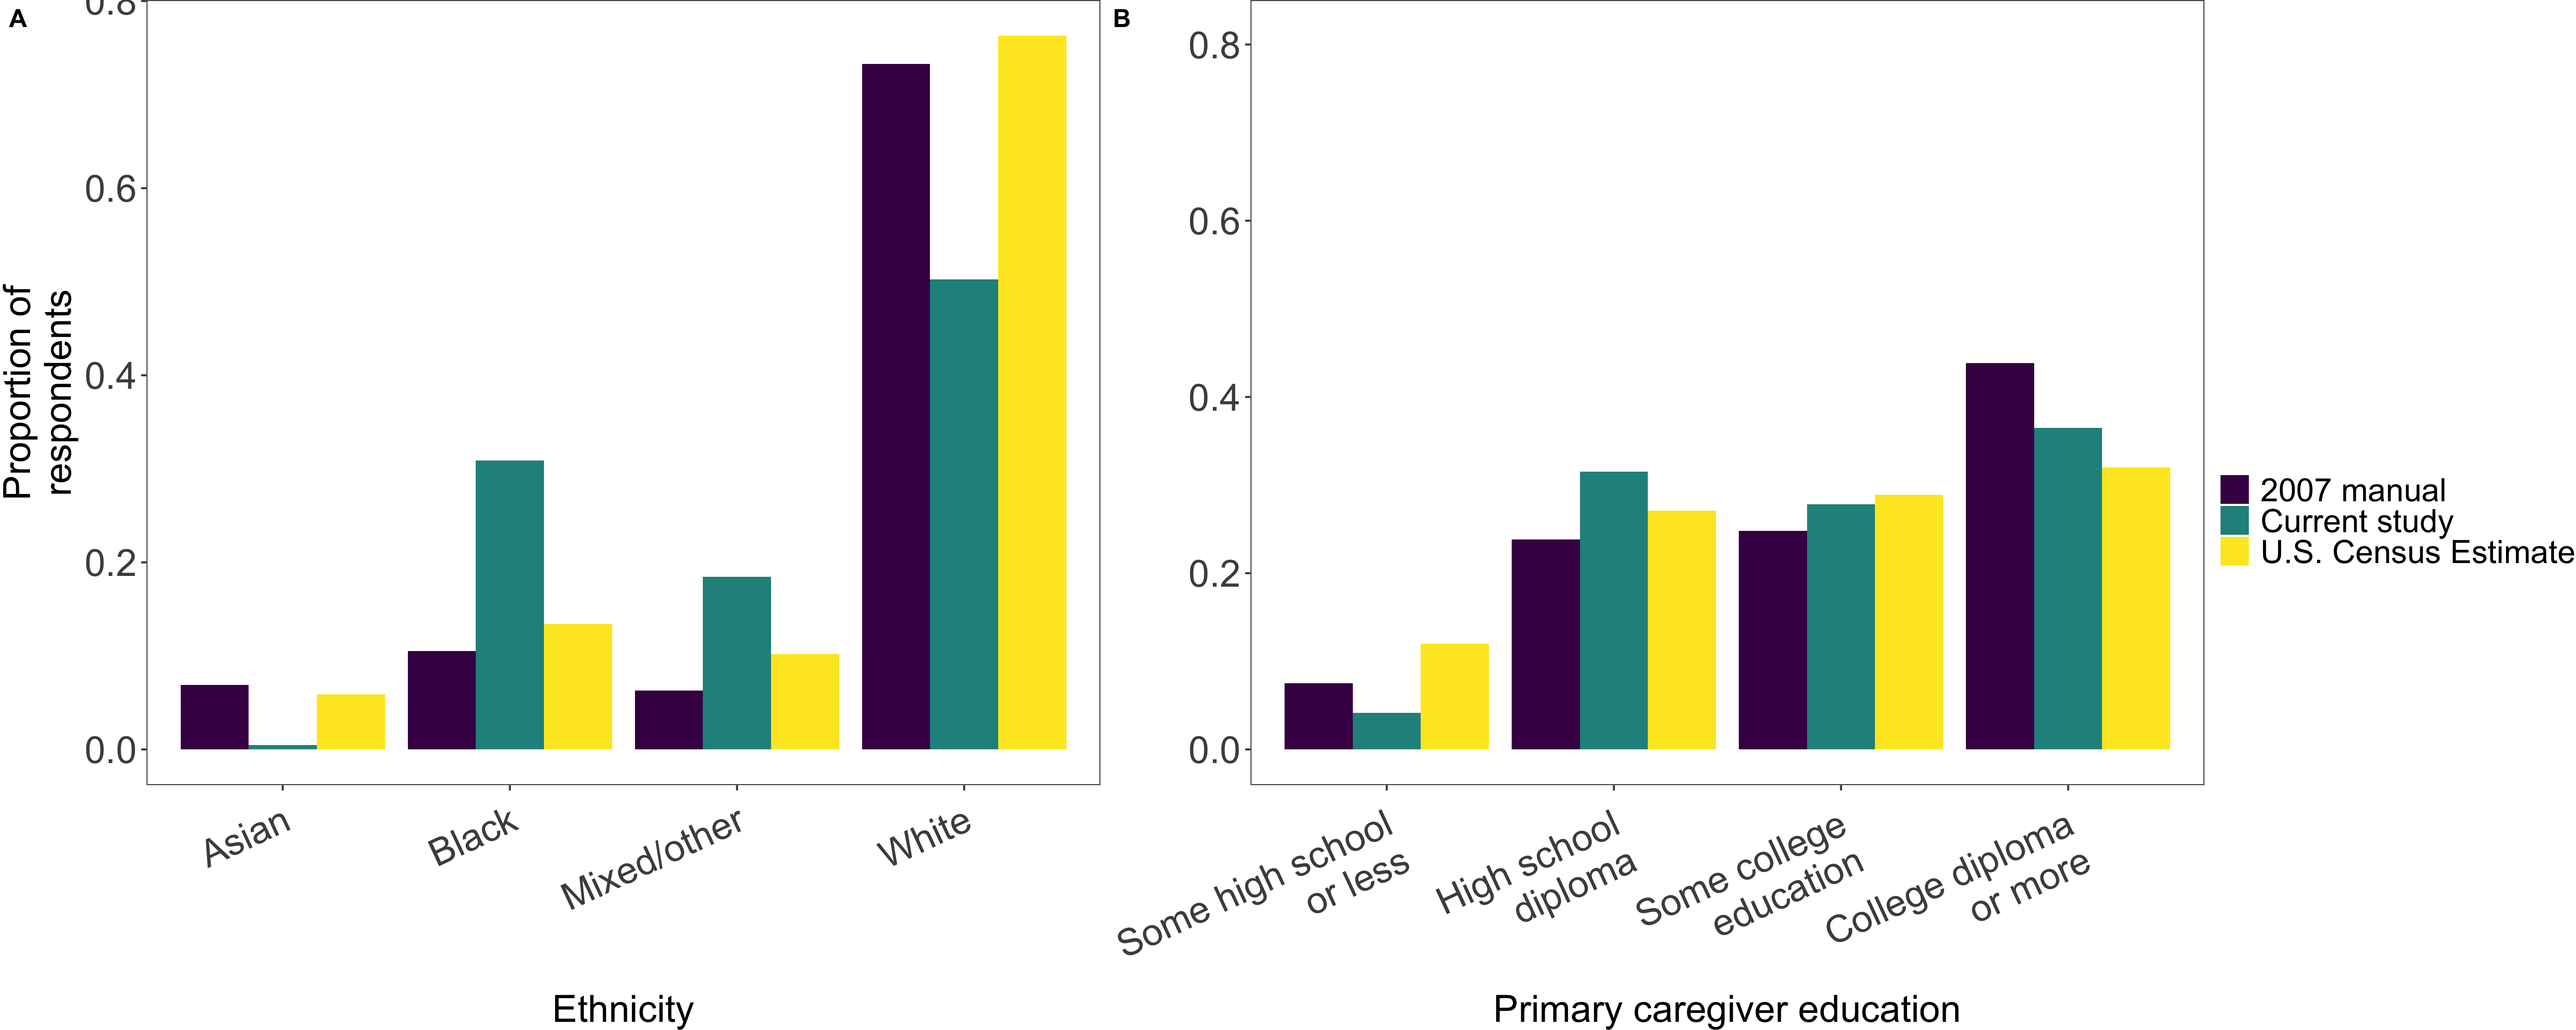 A
Proportion of
respondents
0.8
0.6
0.4
0.2
0.0
Asian
Black
Mixed/other
White
Ethnicity
B
0.8
0.6
0.4
0.2
0.0
Some high school
or less
High school
diploma
Some college
education
College diploma
or more
Primary caregiver education
2007 manual
Current study
U.S. Census Estimate